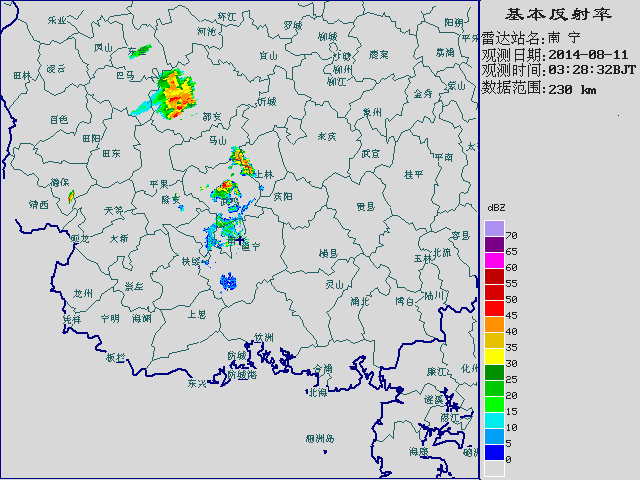 基本反射率
雷达站名:南 宁
观测日期:2014-08-11
观测时间:03:28:32BJT
数据范围:230 km
dBZ
70
65
60
55
50
45
40
35
30
25
20
15
10
5
0
乐业
环江
罗城
阳朔
河池
柳城
平乐
凤山
东兰
宜山
鹿寨
荔浦
凌云
柳州
田林
巴马
柳江
金秀
蒙山
忻城
百色
都安
象州
来宾
田阳
马山
田东
武宣
平南
上林
桂平
德保
平果
靖西
隆安
宾阳
天等
贵县
大新
邕宁
容县
扶绥
横县
玉林
北流
崇左
灵山
龙州
浦北
博白
陆川
凭祥
宁明
海渊
上思
钦州
板栏
防城
合浦
廉江
化州
东兴
防城港
北海
遂溪
湛江
涠洲岛
海康